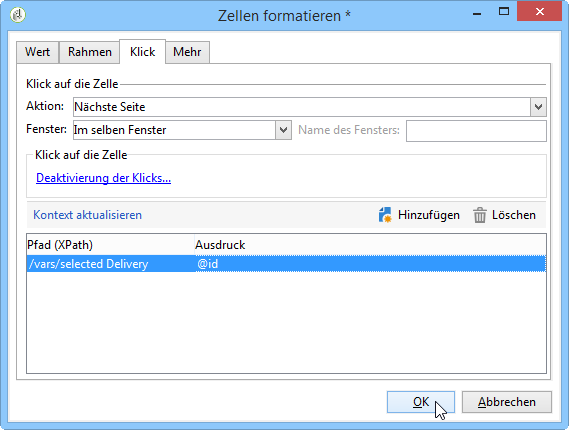 Zellen formatieren *
Wert Rahmen Klick Mehr
Klick auf die Zelle
Aktion: Nächste Seite
Fenster: Im selben Fenster Name des Fensters:
Klick auf die Zelle
Deaktivierung der Klicks...
Kontext aktualisieren Hinzufügen Löschen
Pfad (XPath) Ausdruck
/vars/selected Delivery @id
OK Abbrechen